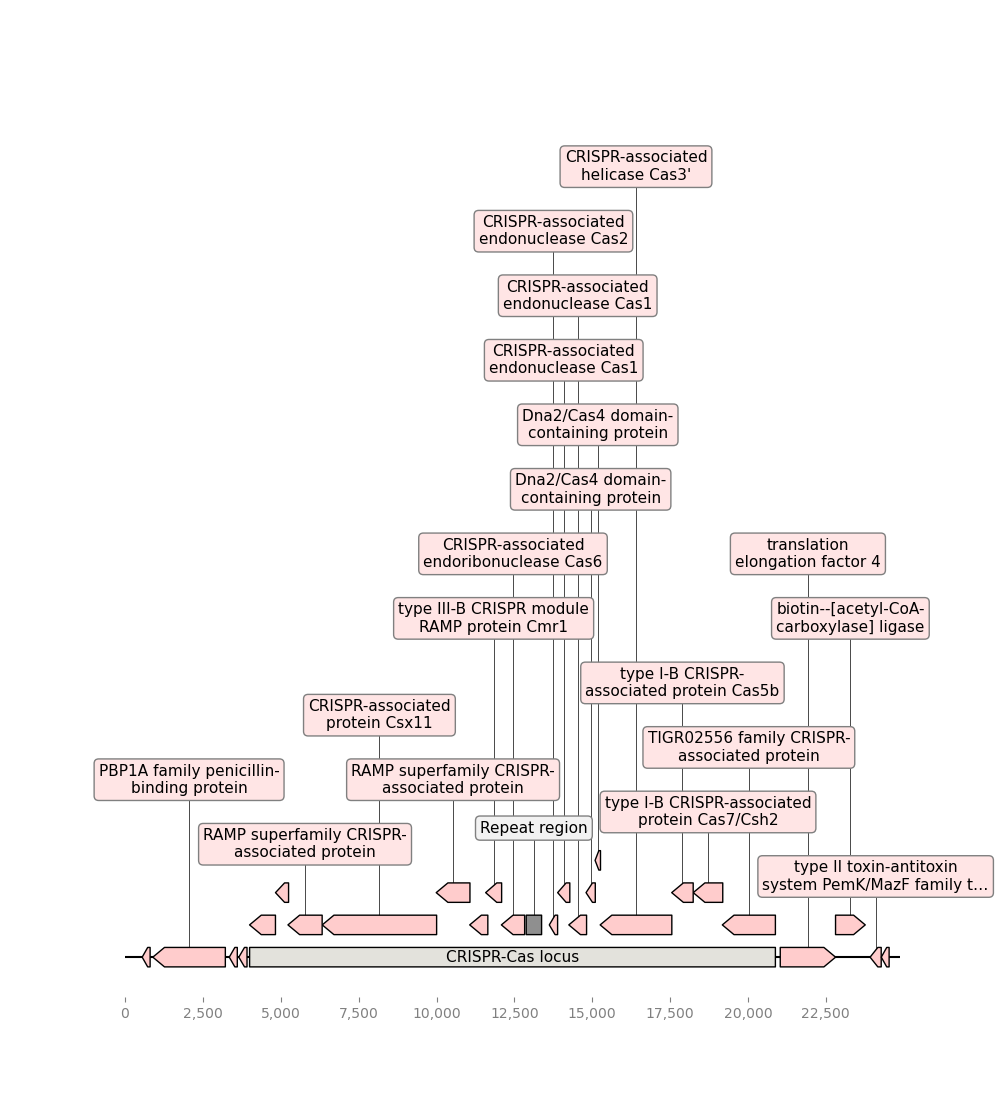 CRISPR-associated
helicase Cas3'
CRISPR-associated
endonuclease Cas2
CRISPR-associated
endonuclease Cas1
CRISPR-associated
endonuclease Cas1
Dna2/Cas4 domain-
containing protein
Dna2/Cas4 domain-
containing protein
CRISPR-associated
endoribonuclease Cas6
translation
elongation factor 4
type III-B CRISPR module
RAMP protein Cmr1
biotin--[acetyl-CoA-
carboxylase] ligase
type I-B CRISPR-
associated protein Cas5b
CRISPR-associated
protein Csx11
TIGR02556 family CRISPR-
associated protein
PBP1A family penicillin-
binding protein
RAMP superfamily CRISPR-
associated protein
type I-B CRISPR-associated
protein Cas7/Csh2
Repeat region
RAMP superfamily CRISPR-
associated protein
type II toxin-antitoxin
system PemK/MazF family t...
CRISPR-Cas locus
0 2,500 5,000 7,500 10,000 12,500 15,000 17,500 20,000 22,500